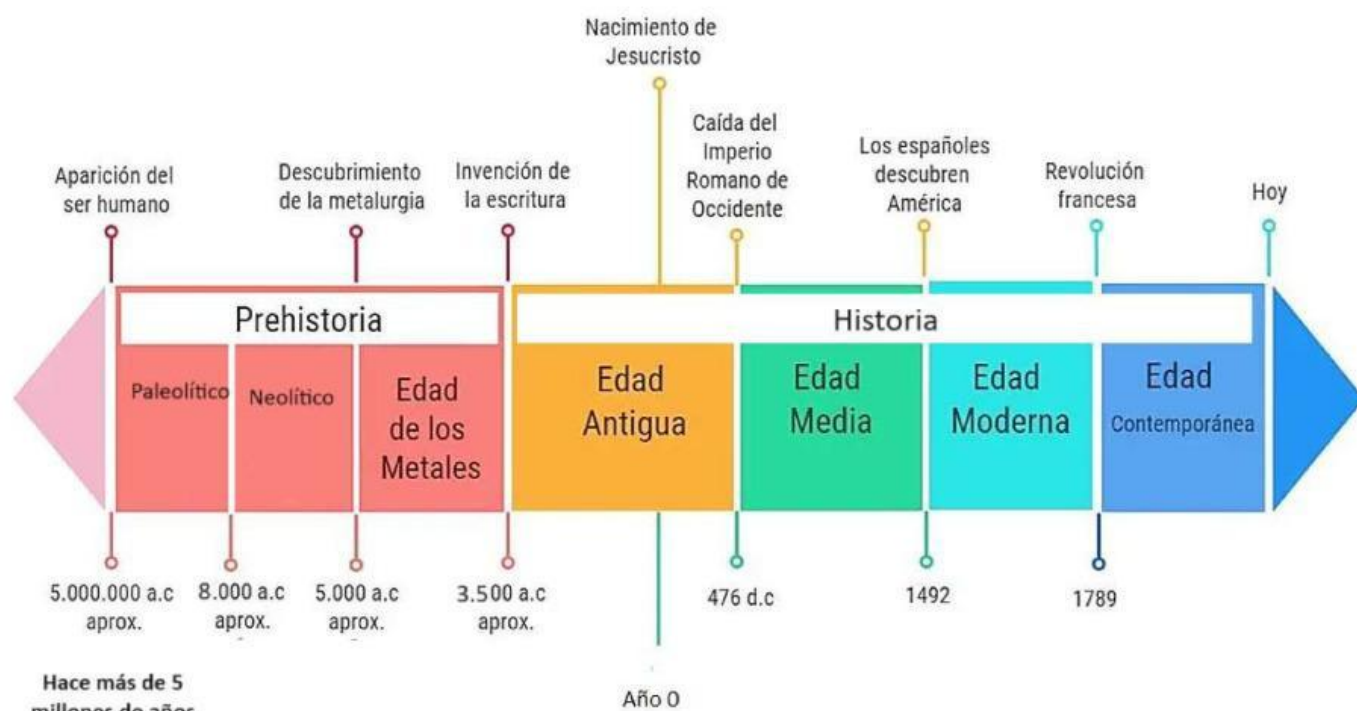 Nacimiento de
Jesucristo
Aparición del
ser humano
Descubrimiento
de la metalurgia
Invención de
la escritura
Caída del
Imperio
Romano de
Occidente
Los españoles
descubren
América
Revolución
francesa
Hoy
Prehistoria
Historia
Paleolítico
Neolítico
Edad
de los
Metales
Edad
Antigua
Edad
Media
Edad
Moderna
Edad
Contemporánea
5.000.000 a.c
aprox.
8.000 a.c
aprox.
5.000 a.c
aprox.
3.500 a.c
aprox.
476 d.c
1492
1789
Hace más de 5
millones de años
Año 0